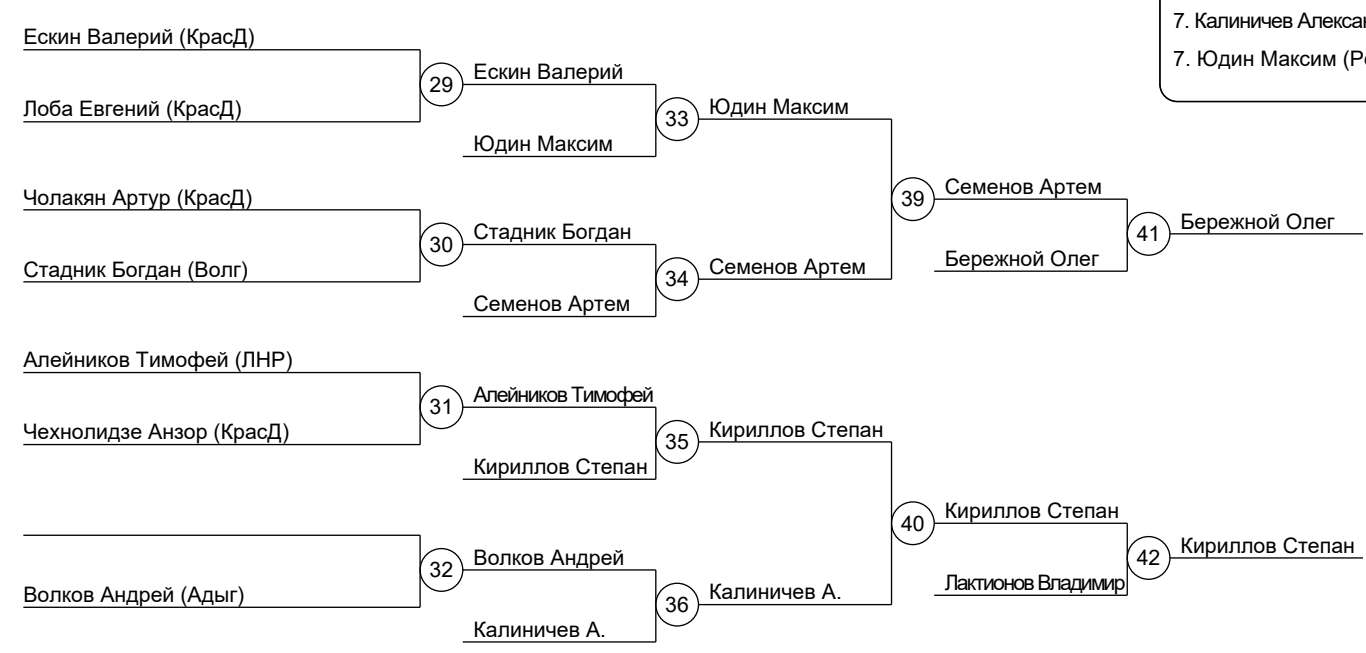 7. Калиничев Алекса
7. Юдин Максим (Р
Ескин Валерий (КрасД)
29
Ескин Валерий
Лоба Евгений (КрасД)
33
Юдин Максим
Юдин Максим
Чолакян Артур (КрасД)
39
Семенов Артем
30
Стадник Богдан
41
Бережной Олег
Стадник Богдан (Волг)
34
Семенов Артем
Бережной Олег
Семенов Артем
Алейников Тимофей (ЛНР)
31
Алейников Тимофей
Чехнолидзе Анзор (КрасД)
35
Кириллов Степан
Кириллов Степан
40
Кириллов Степан
32
Волков Андрей
42
Кириллов Степан
Волков Андрей (Адыг)
36
Калиничев А.
Лактионов Владимир
Калиничев А.